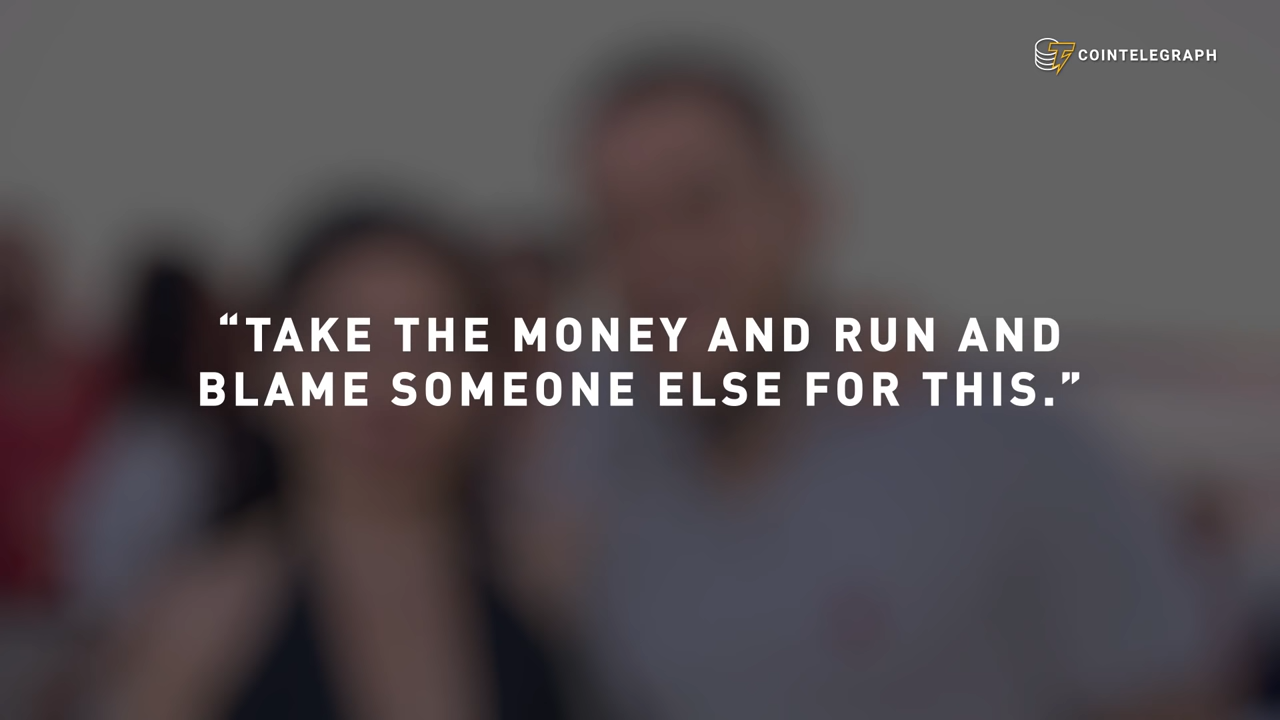 COINTELEGRAPH
“TAKE THE MONEY AND RUN AND
BLAME SOMEONE ELSE FOR THIS.”